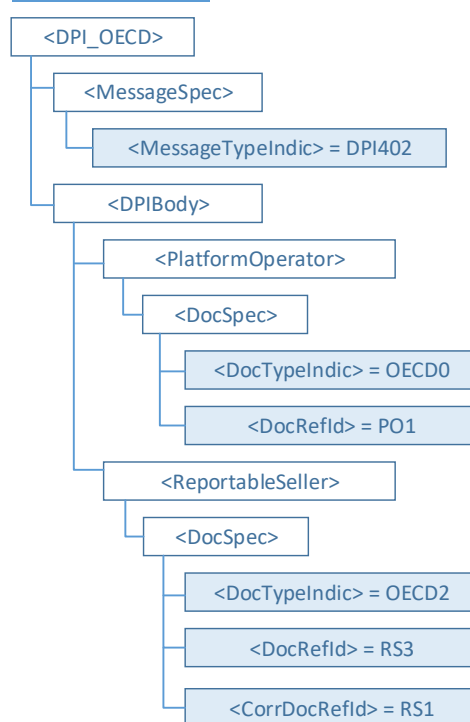 <DPI_OECD>
<MessageSpec>
<MessageTypeIndic> = DPI402
<DPIBody>
<PlatformOperator>
<DocSpec>
<DocTypeIndic> = OECD0
<DocRefId> = PO1
<ReportableSeller>
<DocSpec>
<DocTypeIndic> = OECD2
<DocRefId> = RS3
<CorrDocRefId> = RS1